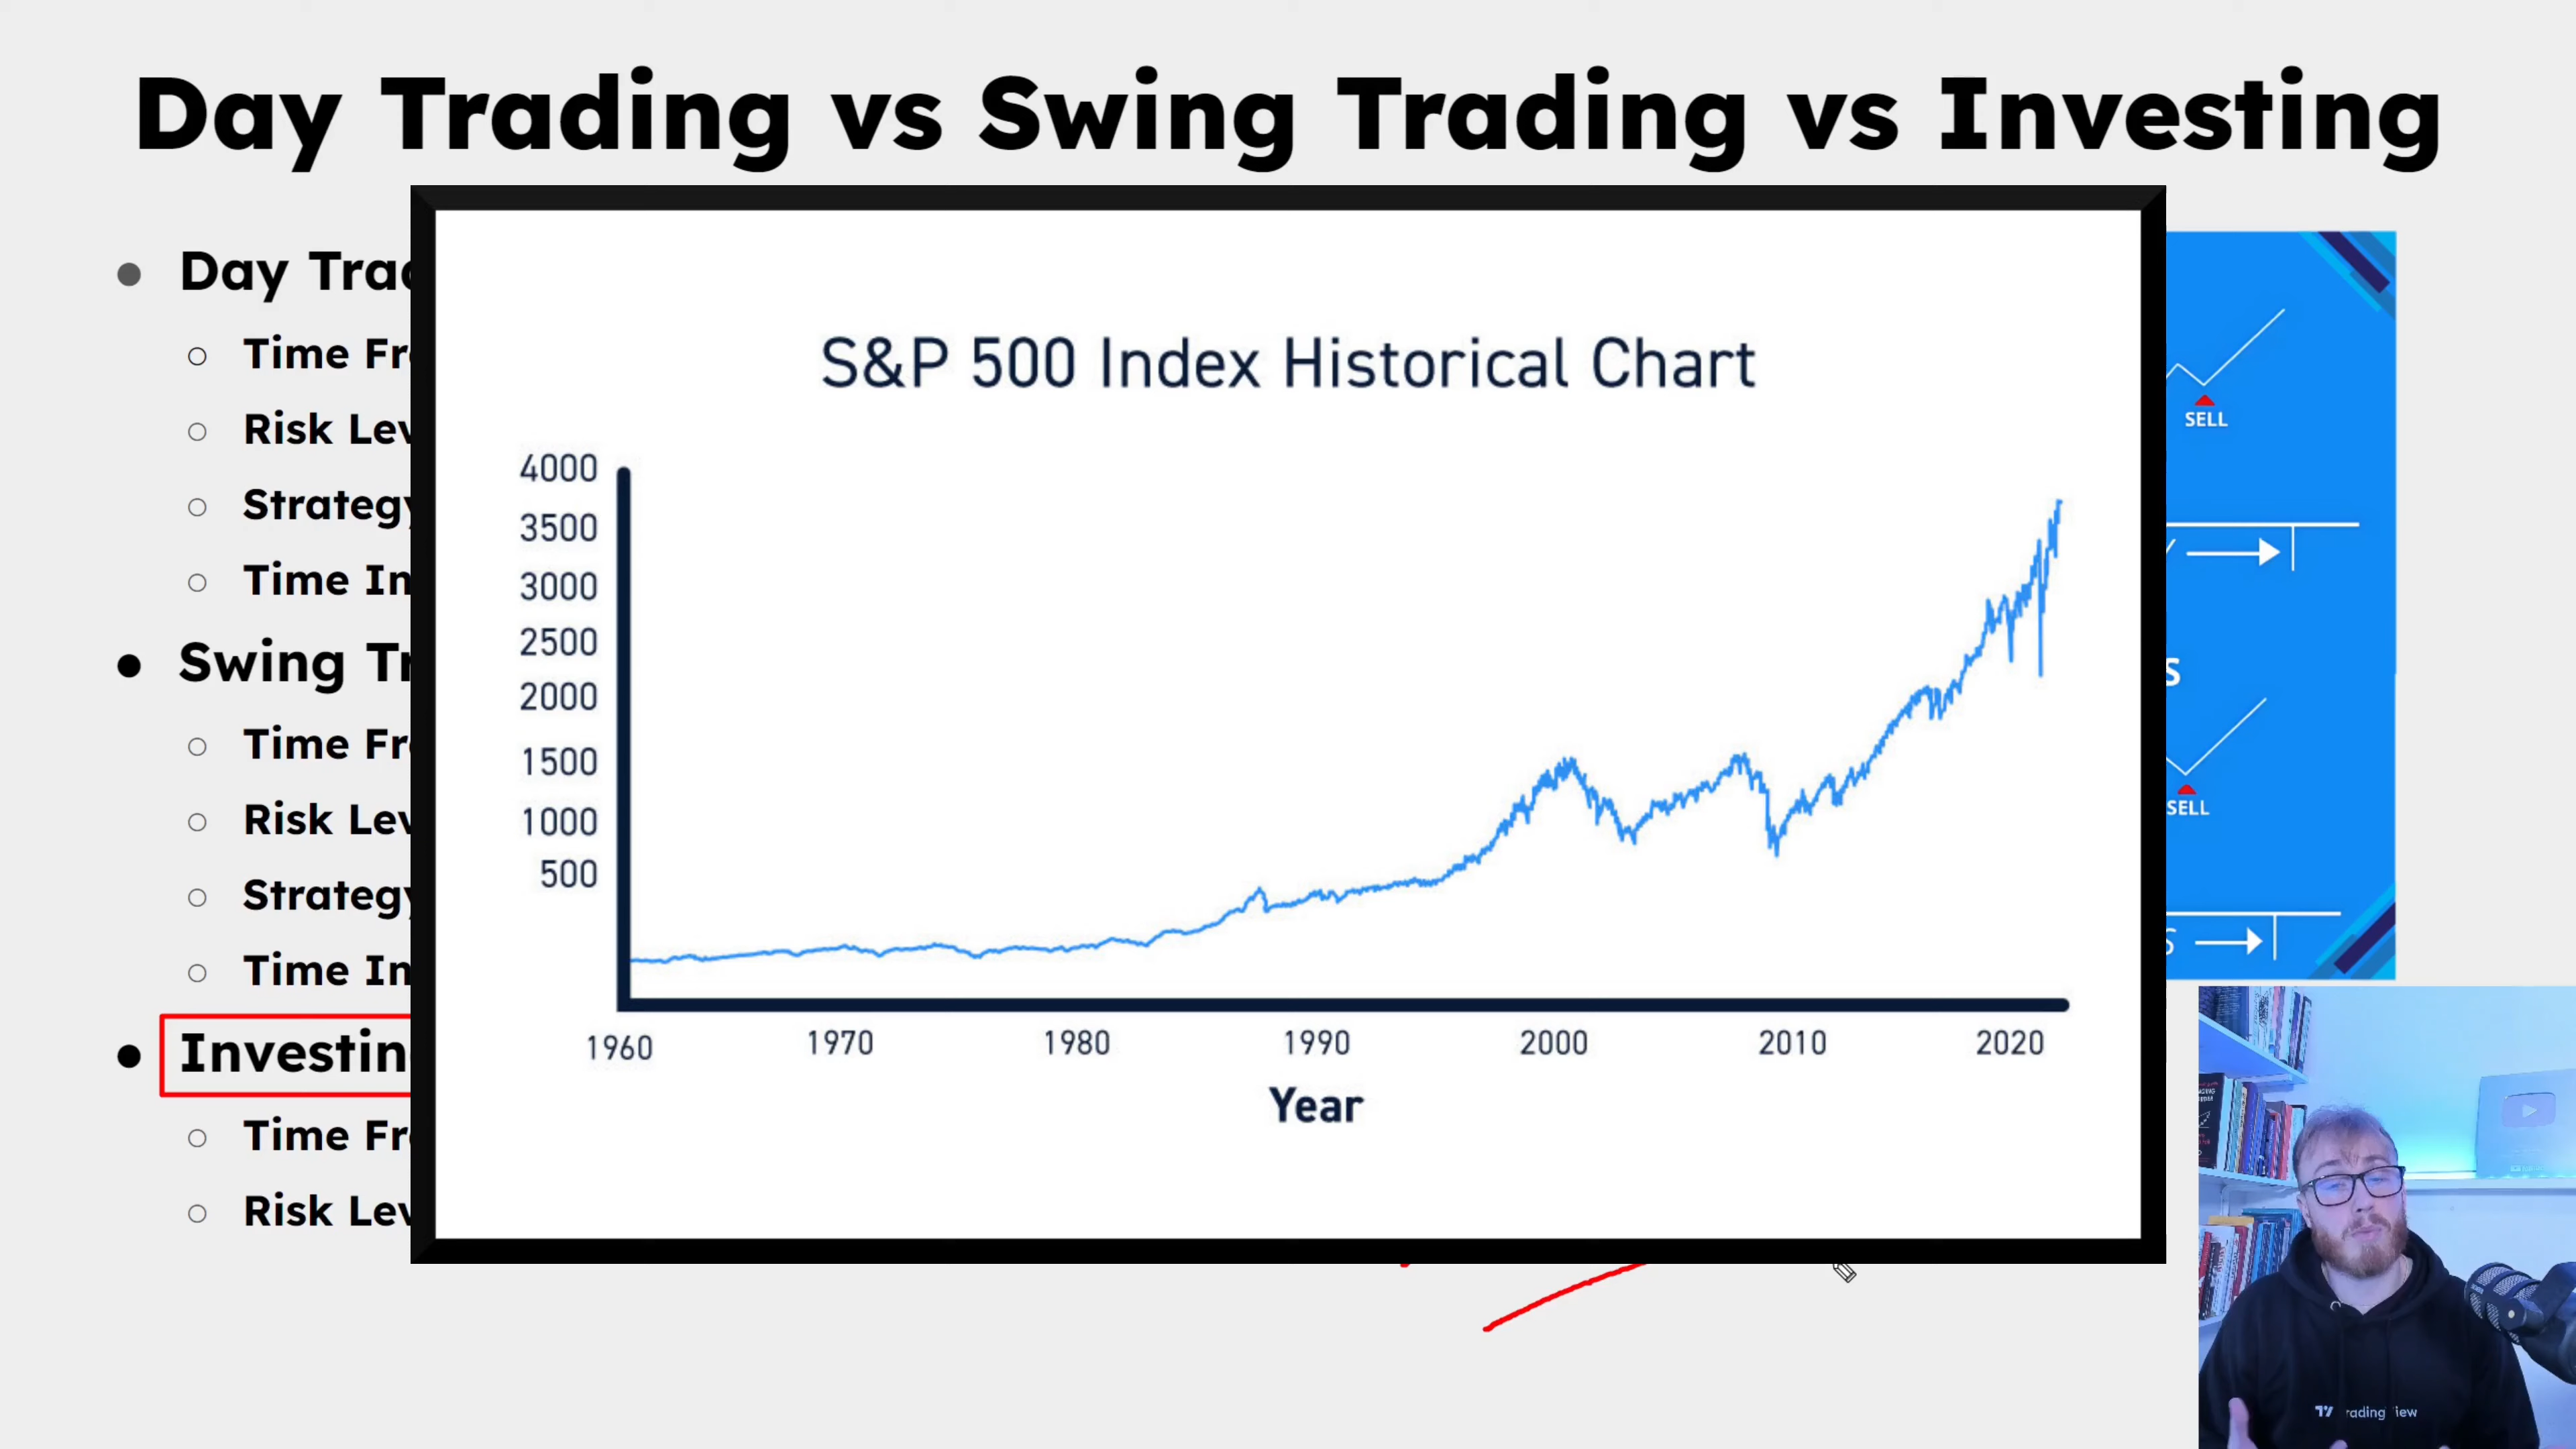 Day Trading vs Swing Trading vs Investing
Day Trad
Time Fr
Risk Lev
Strategy
Time In
Swing Tr
Time Fr
Risk Lev
Strategy
Time In
Investin
Time Fr
Risk Lev
S&P 500 Index Historical Chart
4000
3500
3000
2500
2000
1500
1000
500
1960 1970 1980 1990 2000 2010 2020
Year
SELL
S
SELL
S